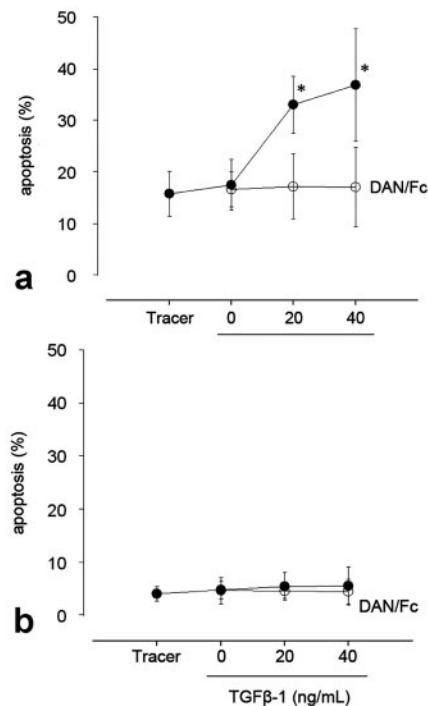 50
40
30
20
10
0
apoptosis (%)
*
*
DAN/Fc
a
Tracer 0 20 40
50
40
30
20
10
0
apoptosis (%)
DAN/Fc
b
Tracer 0 20 40
TGFβ-1 (ng/mL)